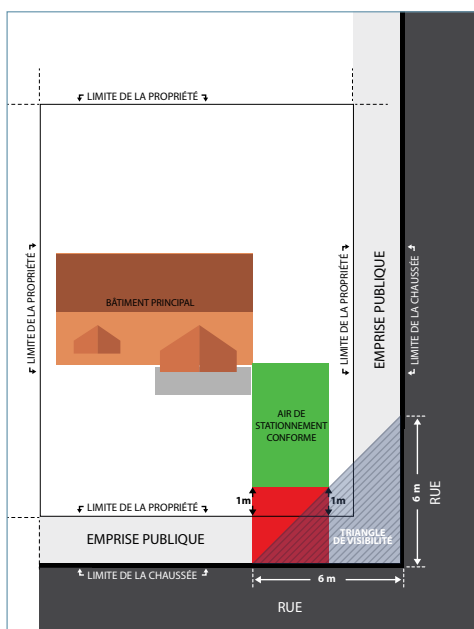 LIMITE DE LA PROPRIÉTÉ
LIMITE DE LA PROPRIÉTÉ
BÂTIMENT PRINCIPAL
LIMITE DE LA PROPRIÉTÉ
EMPRISE PUBLIQUE
LIMITE DE LA CHAUSSÉE
AIR DE
STATIONNEMENT
CONFORME
1m
1m
6 m
RUE
LIMITE DE LA PROPRIÉTÉ
EMPRISE PUBLIQUE
TRIANGLE
DE VISIBILITÉ
LIMITE DE LA CHAUSSÉE
6 m
RUE